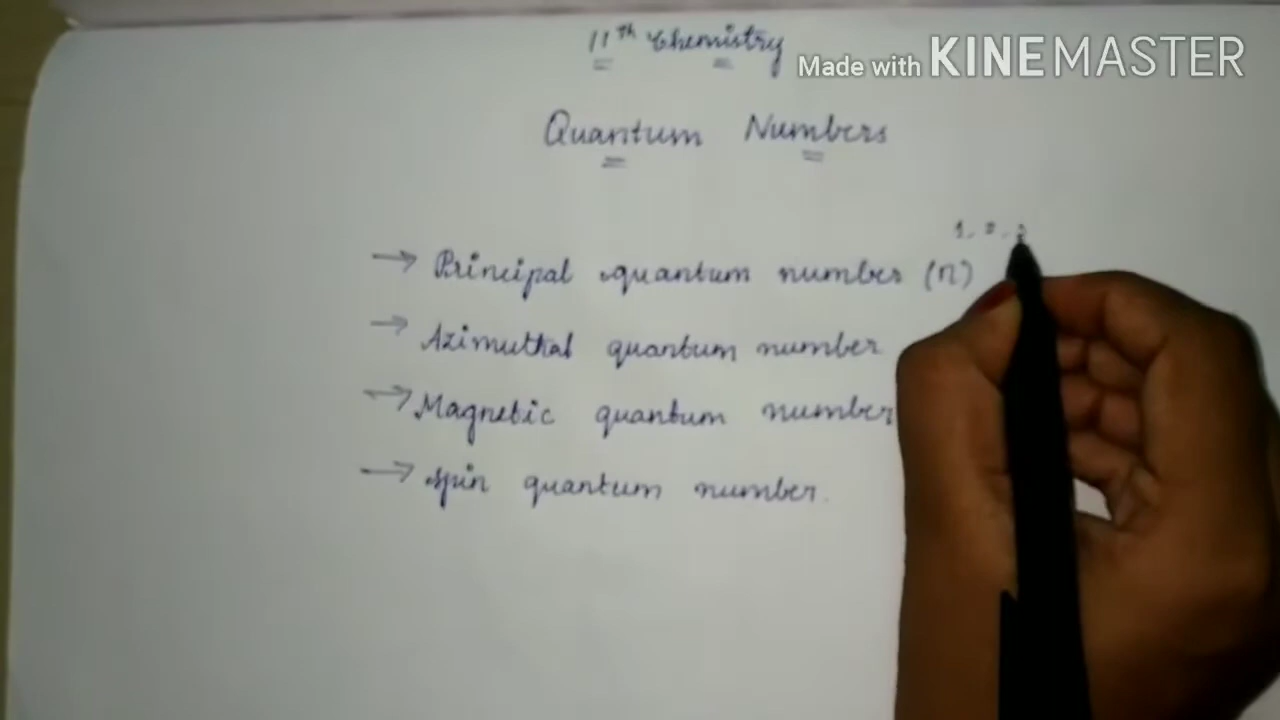 11th Chemistry
Made with KINEMASTER
Quantum Numbers
1. 2.
→ Principal quantum number (n)
→ Azimuthal quantum number
→ Magnetic quantum number
→ Spin quantum number.